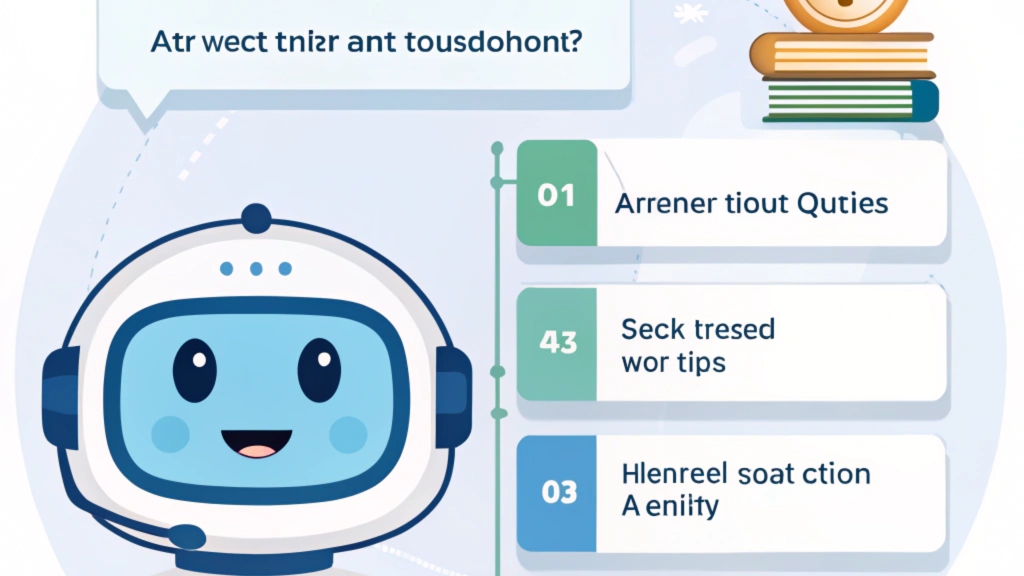 Atr wect tnizr ant tousdohont?
01
Arrener tiout Quties
43
Seck tresed
wor tips
03
Hlenreel soat ction
A enilty